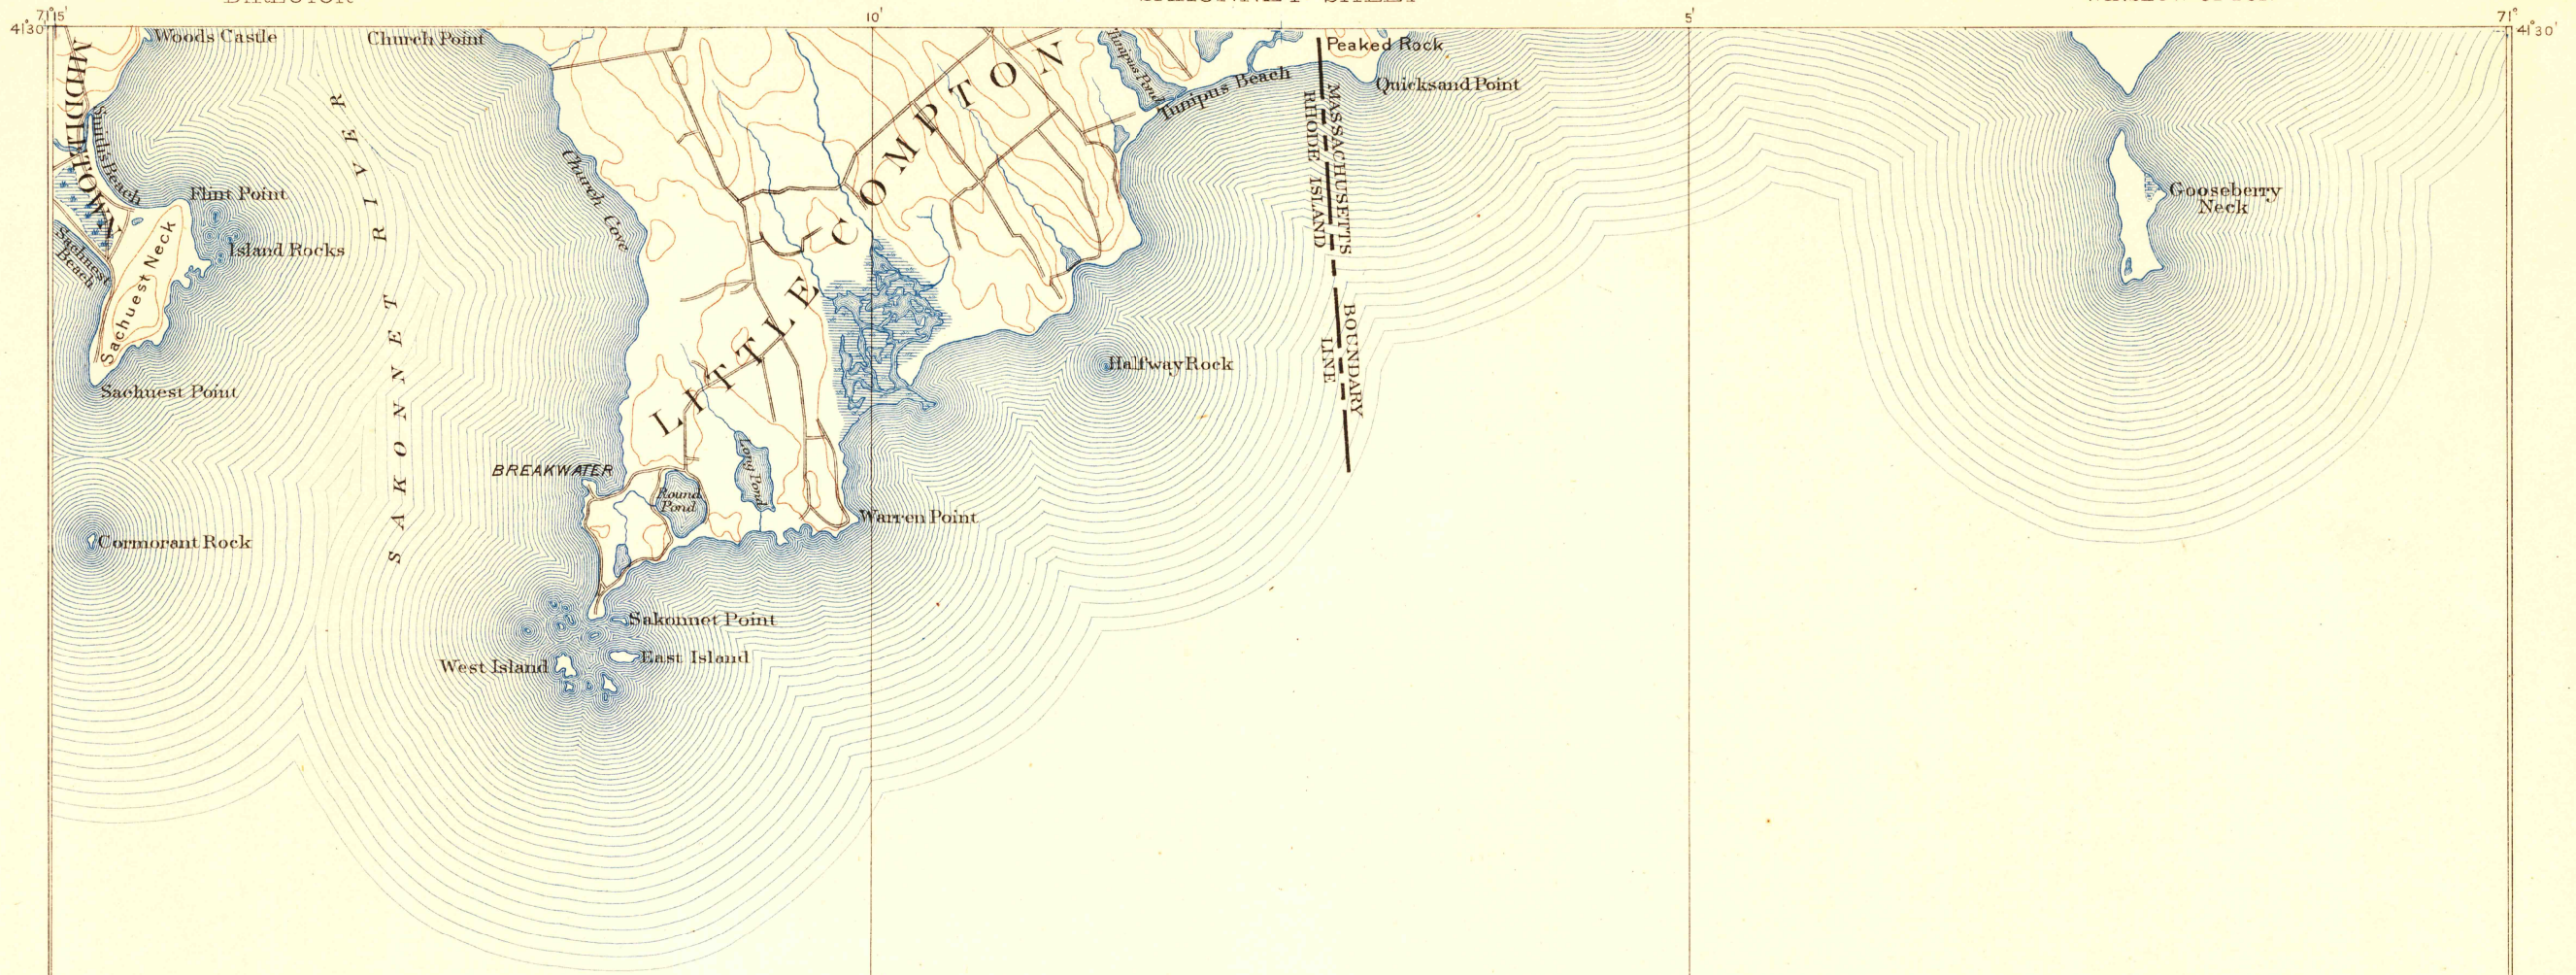 71°15'
10'
5'
71°
41°30'
41°30'
Woods Castle
Church Point
Peaked Rock
Quicksand Point
Tunipus Pond
Tunipus Beach
MIDDLETOWN
Smiths Beach
Flint Point
Island Rocks
Sachuest
Beach
Sachuest Neck
Sachuest Point
SAKONNET RIVER
Church Cove
LITTLE COMPTON
MASSACHUSETTS
RHODE ISLAND
BOUNDARY
LINE
Gooseberry
Neck
Halfway Rock
BREAKWATER
Round
Pond
Long Pond
Warren Point
Cormorant Rock
Sakonnet Point
West Island
East Island